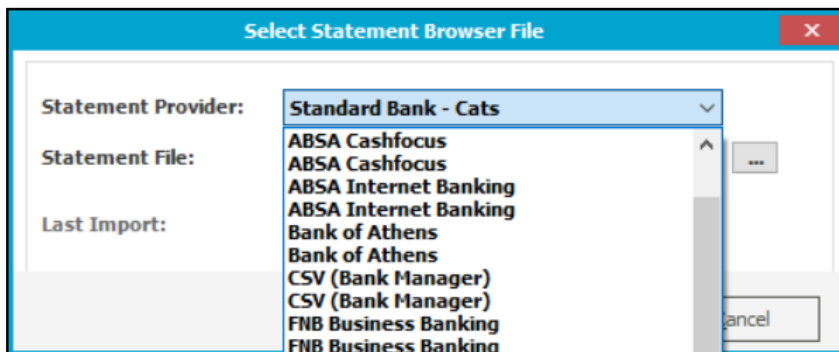 Select Statement Browser File
Statement Provider:
Standard Bank - Cats
Statement File:
...
Last Import:
ABSA Cashfocus
ABSA Cashfocus
ABSA Internet Banking
ABSA Internet Banking
Bank of Athens
Bank of Athens
CSV (Bank Manager)
CSV (Bank Manager)
FNB Business Banking
FNB Business Banking